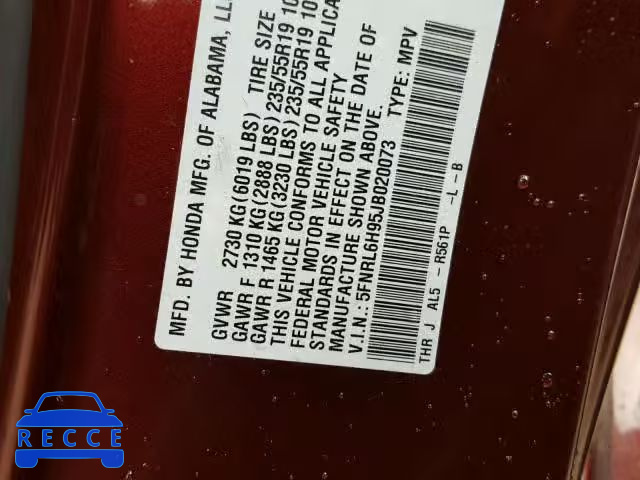 MFD. BY HONDA MFG. OF ALABAMA, LL
GVWR 2730 KG(6019 LBS) TIRE SIZE
GAWR F 1310 KG(2888 LBS)235/55R19 10
GAWR R 1465 KG(3230 LBS)235/55R19 10
THIS VEHICLE CONFORMS TO ALL APPLICA
FEDERAL MOTOR VEHICLE SAFETY
STANDARDS IN EFFECT ON THE DATE OF
MANUFACTURE SHOWN ABOVE.
V.I.N.: 5FNRL6H95JB020073 TYPE: MPV
THR J AL5 - R561P -L - B
RECCE